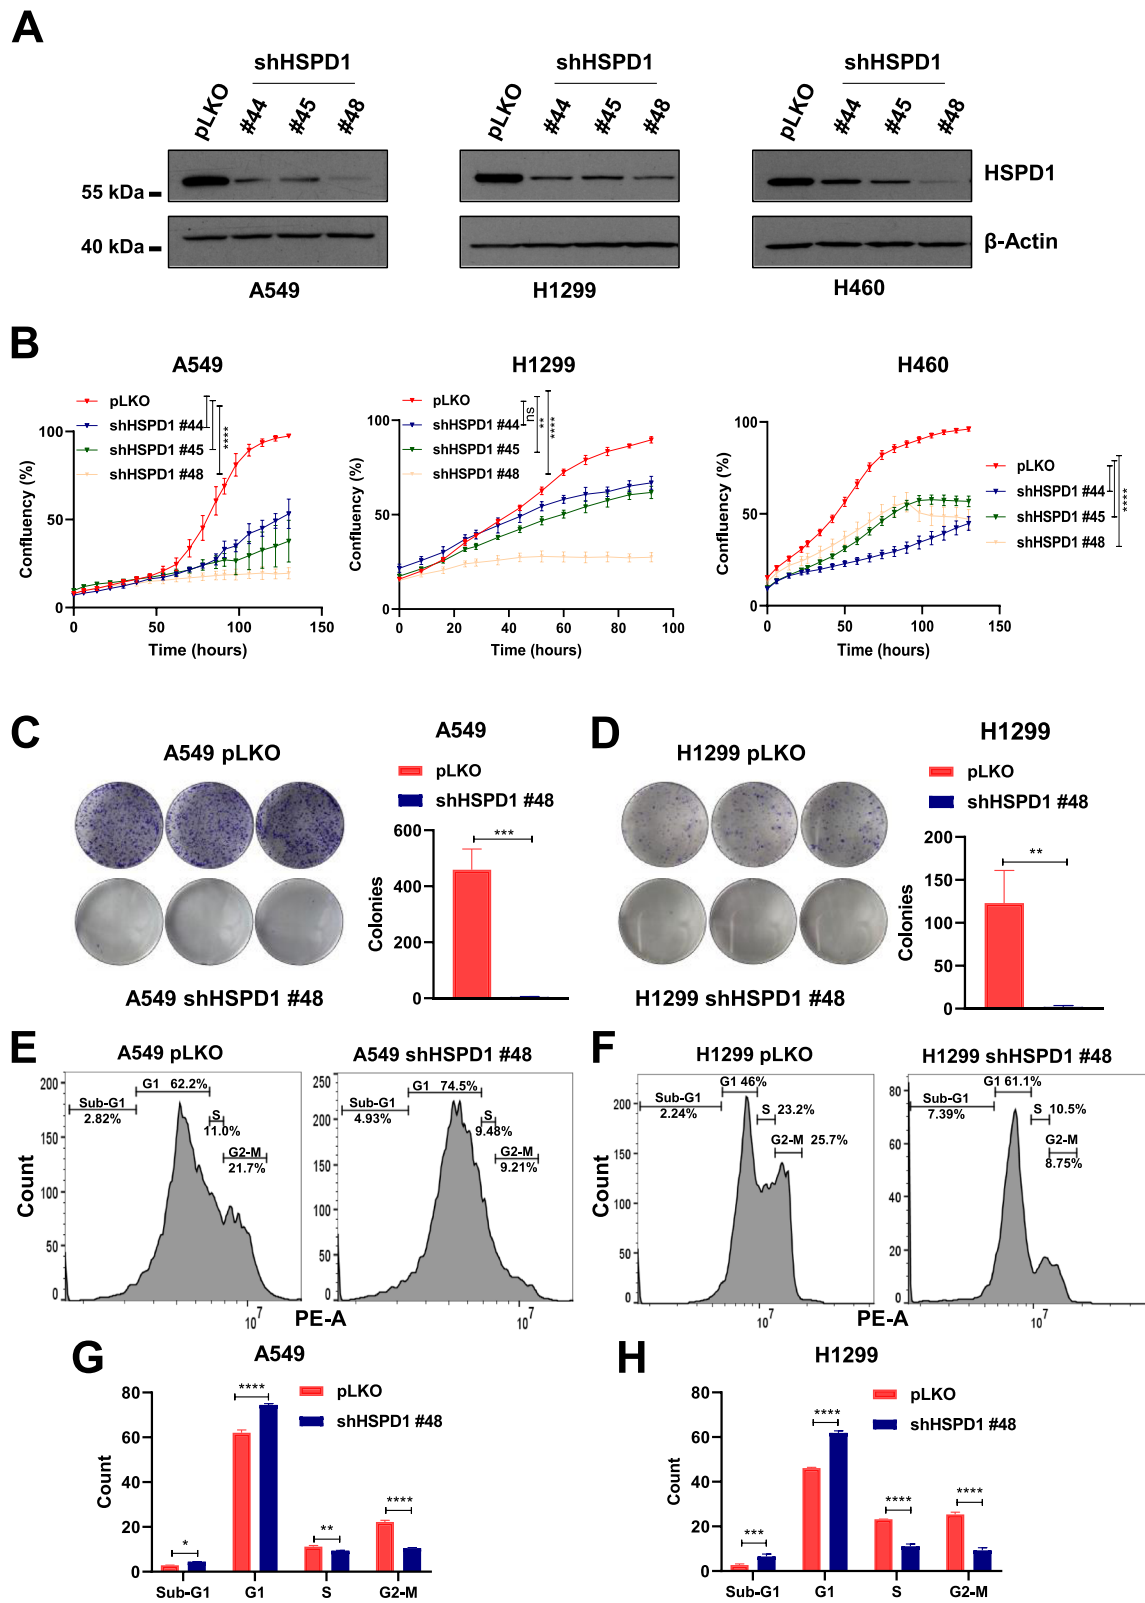 A
shHSPD1
shHSPD1
shHSPD1
pLKO
#44
#45
#48
pLKO
#44
#45
#48
pLKO
#44
#45
#48
55 kDa
HSPD1
40 kDa
β-Actin
A549
H1299
H460
B
A549
H1299
H460
pLKO
shHSPD1 #44
shHSPD1 #45
shHSPD1 #48
****
100
50
0
Confluency (%)
0
50
100
150
Time (hours)
pLKO
shHSPD1 #44
shHSPD1 #45
shHSPD1 #48
ns
**
****
100
50
0
Confluency (%)
0
20
40
60
80
100
Time (hours)
pLKO
shHSPD1 #44
shHSPD1 #45
shHSPD1 #48
****
100
50
0
Confluency (%)
0
50
100
150
Time (hours)
C
A549 pLKO
A549 shHSPD1 #48
A549
pLKO
shHSPD1 #48
***
600
400
200
0
Colonies
D
H1299 pLKO
H1299 shHSPD1 #48
H1299
pLKO
shHSPD1 #48
**
200
150
100
50
0
Colonies
E
A549 pLKO
G1 62.2%
Sub-G1
2.82%
S
11.0%
G2-M
21.7%
200
150
100
50
0
Count
10⁷
A549 shHSPD1 #48
G1 74.5%
Sub-G1
4.93%
S
9.48%
G2-M
9.21%
250
200
150
100
50
0
10⁷
PE-A
F
H1299 pLKO
G1 46%
Sub-G1
2.24%
S 23.2%
G2-M 25.7%
200
150
100
50
0
Count
10⁷
H1299 shHSPD1 #48
G1 61.1%
Sub-G1
7.39%
S 10.5%
G2-M
8.75%
80
60
40
20
0
10⁷
PE-A
G
A549
pLKO
shHSPD1 #48
80
60
40
20
0
Count
*
****
**
****
Sub-G1
G1
S
G2-M
H
H1299
pLKO
shHSPD1 #48
80
60
40
20
0
Count
***
****
****
****
Sub-G1
G1
S
G2-M